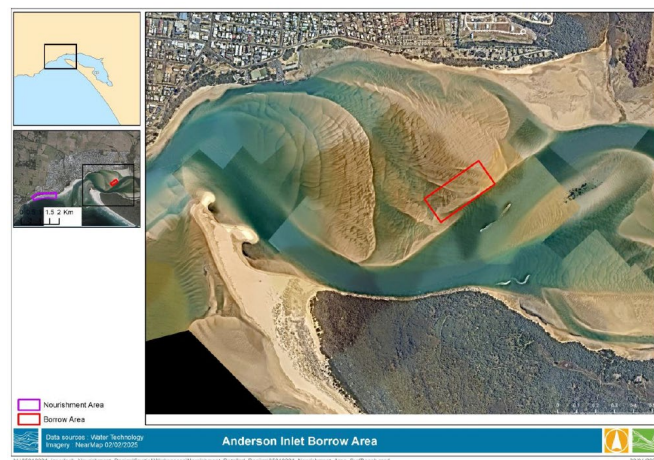 1.5 2 Km
Nourishment Area
Borrow Area
Data sources : Water Technology
Imagery : NearMap 02/02/2025
Anderson Inlet Borrow Area